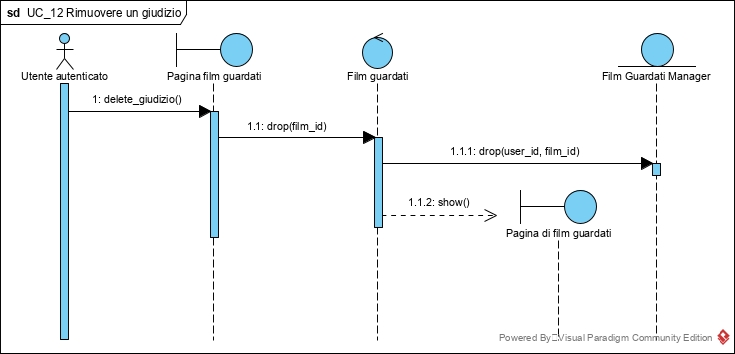 sd UC_12 Rimuovere un giudizio
Utente autenticato
Pagina film guardati
Film guardati
Film Guardati Manager
1: delete_giudizio()
1.1: drop(film_id)
1.1.1: drop(user_id, film_id)
1.1.2: show()
Pagina di film guardati
Powered By Visual Paradigm Community Edition